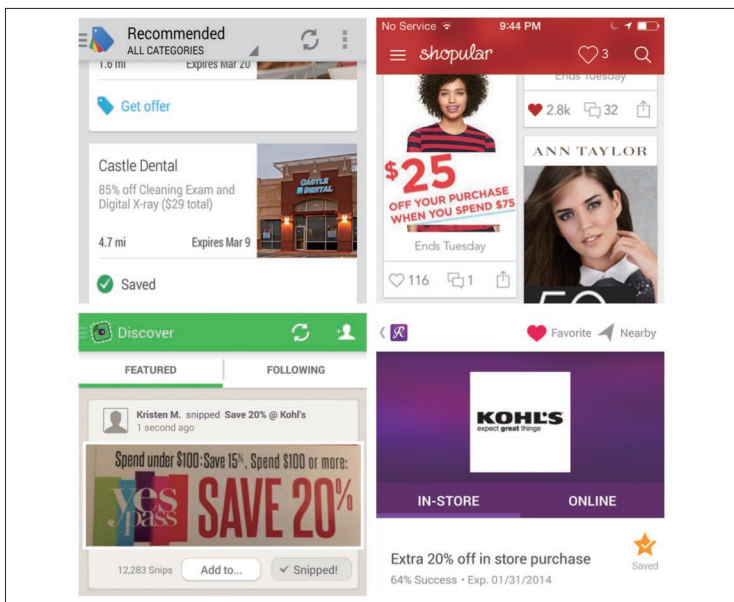 Recommended
ALL CATEGORIES
1.6 mi Expires Mar 20
Get offer
Castle Dental
85% off Cleaning Exam and
Digital X-ray ($29 total)
CASTLE
DENTAL
4.7 mi Expires Mar 9
Saved
No Service 9:44 PM
shopular 3
Ends Tuesday
2.8k 32
$25
OFF YOUR PURCHASE
WHEN YOU SPEND $75
Ends Tuesday
116 1
ANN TAYLOR
50
Discover
FEATURED FOLLOWING
Kristen M. snipped Save 20% @ Kohl's
1 second ago
Spend under $100:Save 15%, Spend $100 or more:
yes
pass
SAVE 20%
12,283 Snips Add to... Snipped!
R Favorite Nearby
KOHL'S
expect great things
IN-STORE ONLINE
Extra 20% off in store purchase
64% Success • Exp. 01/31/2014
Saved